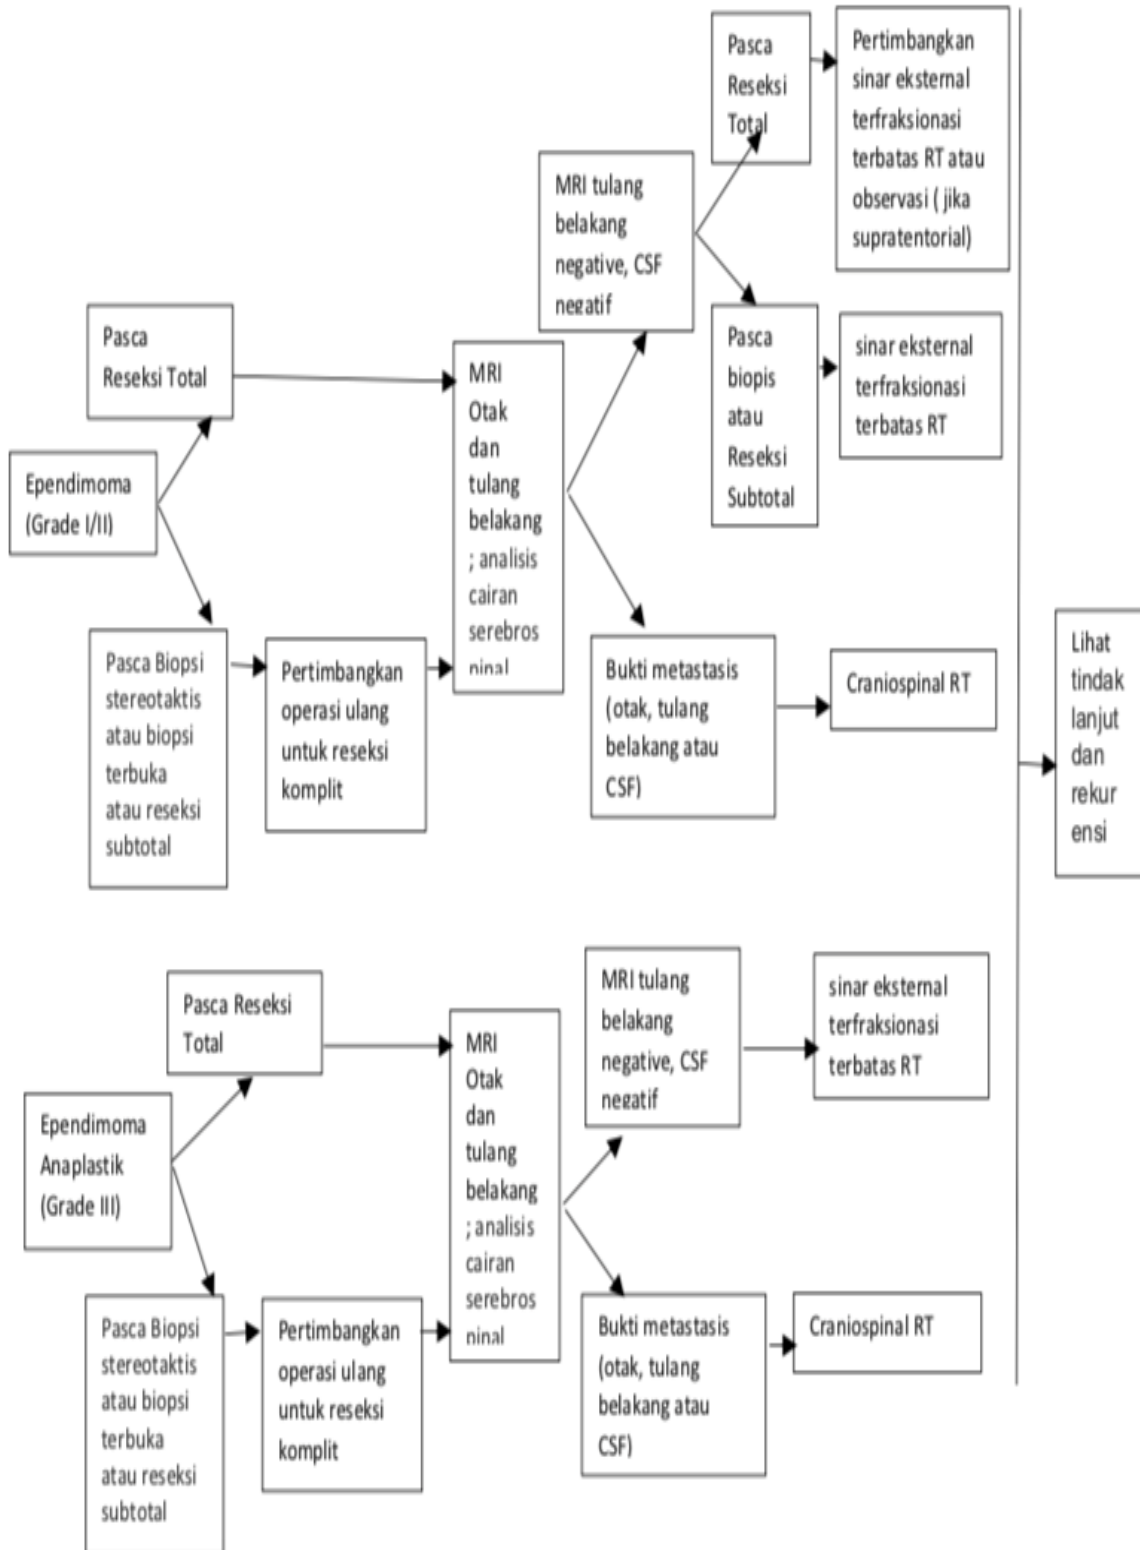 Ependimoma
(Grade I/II)
Pasca
Reseksi Total
Pasca Biopsi
stereotaktis
atau biopsi
terbuka
atau reseksi
subtotal
Pertimbangkan
operasi ulang
untuk reseksi
komplit
MRI
Otak
dan
tulang
belakang
; analisis
cairan
serebros
pinal
MRI tulang
belakang
negative, CSF
negatif
Pasca
Reseksi
Total
Pertimbangkan
sinar eksternal
terfraksionasi
terbatas RT atau
observasi ( jika
supratentorial)
Pasca
biopis
atau
Reseksi
Subtotal
sinar eksternal
terfraksionasi
terbatas RT
Bukti metastasis
(otak, tulang
belakang atau
CSF)
Craniospinal RT
Lihat
tindak
lanjut
dan
rekur
ensi
Ependimoma
Anaplastik
(Grade III)
Pasca Reseksi
Total
Pasca Biopsi
stereotaktis
atau biopsi
terbuka
atau reseksi
subtotal
Pertimbangkan
operasi ulang
untuk reseksi
komplit
MRI
Otak
dan
tulang
belakang
; analisis
cairan
serebros
pinal
MRI tulang
belakang
negative, CSF
negatif
sinar eksternal
terfraksionasi
terbatas RT
Bukti metastasis
(otak, tulang
belakang atau
CSF)
Craniospinal RT